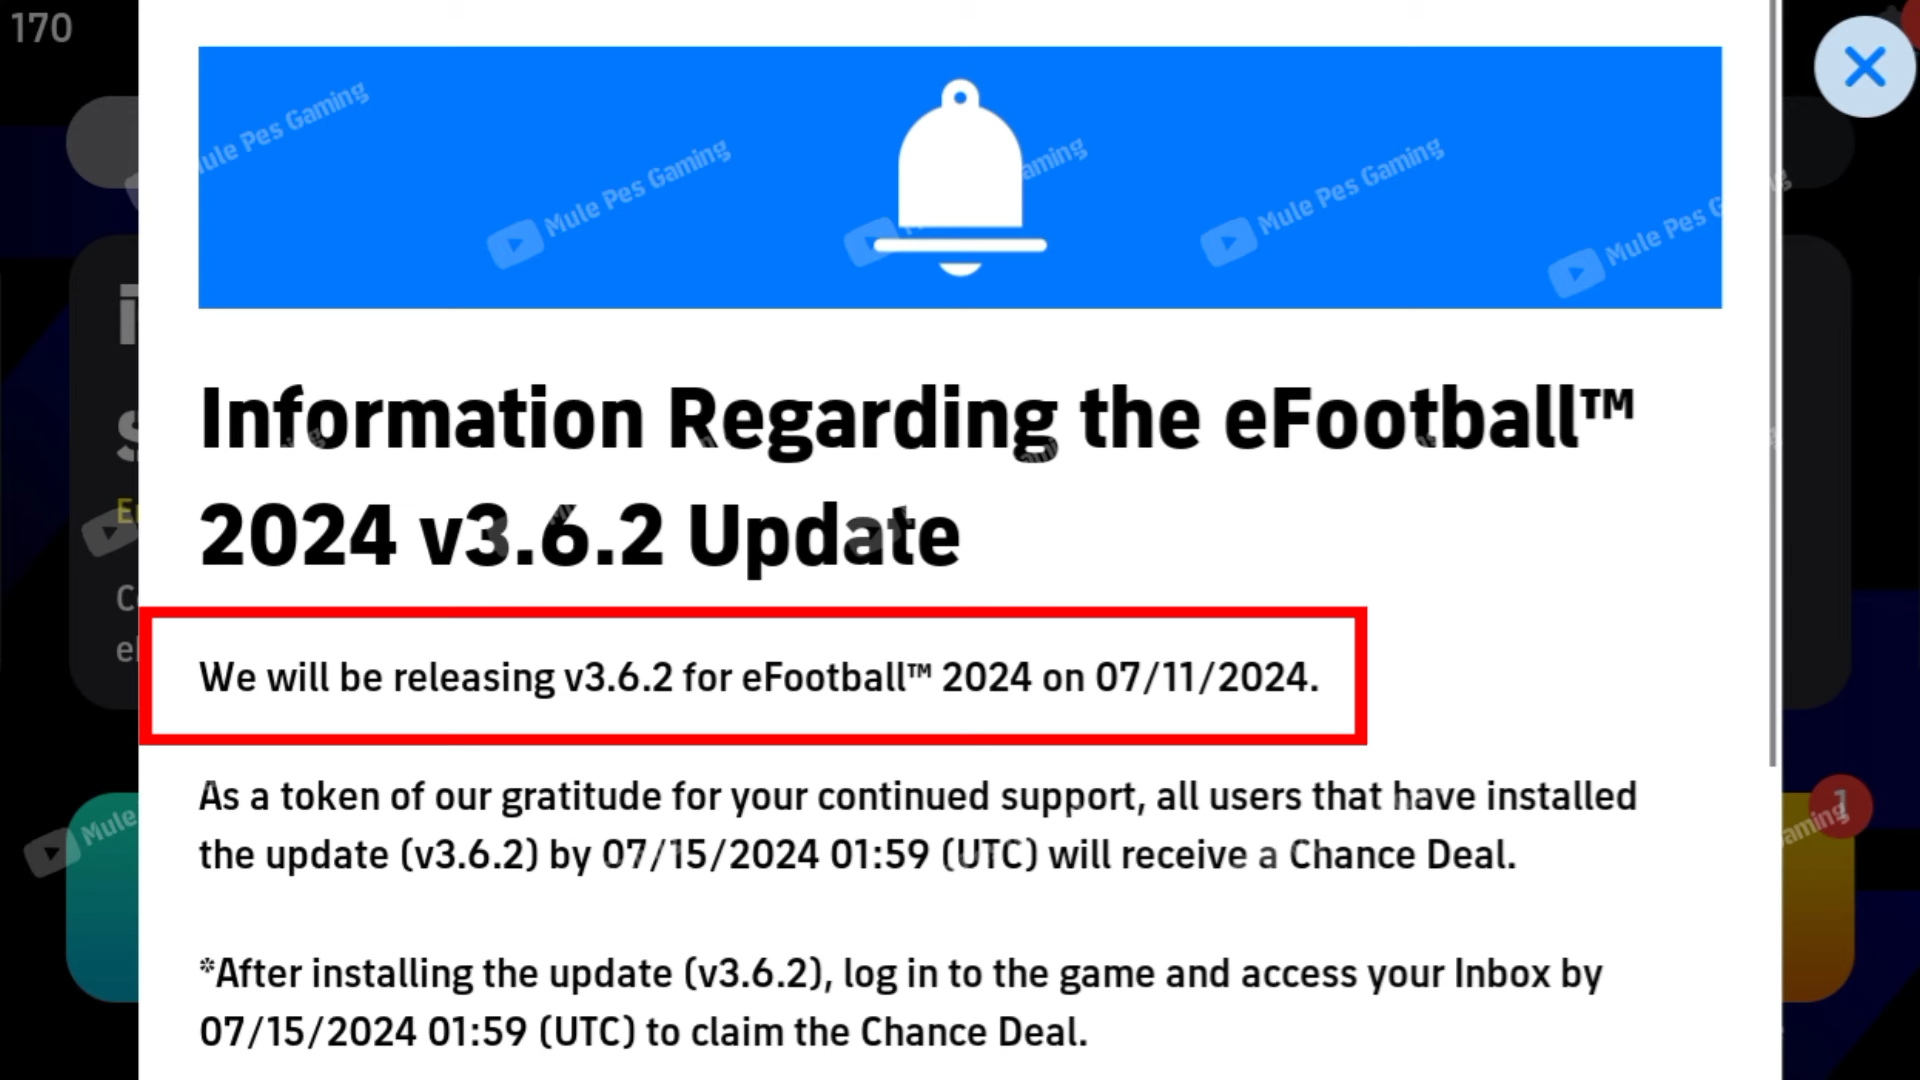 170
Mule Pes Gaming
Mule Pes Gaming
Mule Pes Gaming
Information Regarding the eFootball™
2024 v3.6.2 Update
We will be releasing v3.6.2 for eFootball™ 2024 on 07/11/2024.
As a token of our gratitude for your continued support, all users that have installed
the update (v3.6.2) by 07/15/2024 01:59 (UTC) will receive a Chance Deal.
*After installing the update (v3.6.2), log in to the game and access your Inbox by
07/15/2024 01:59 (UTC) to claim the Chance Deal.
Mule
1